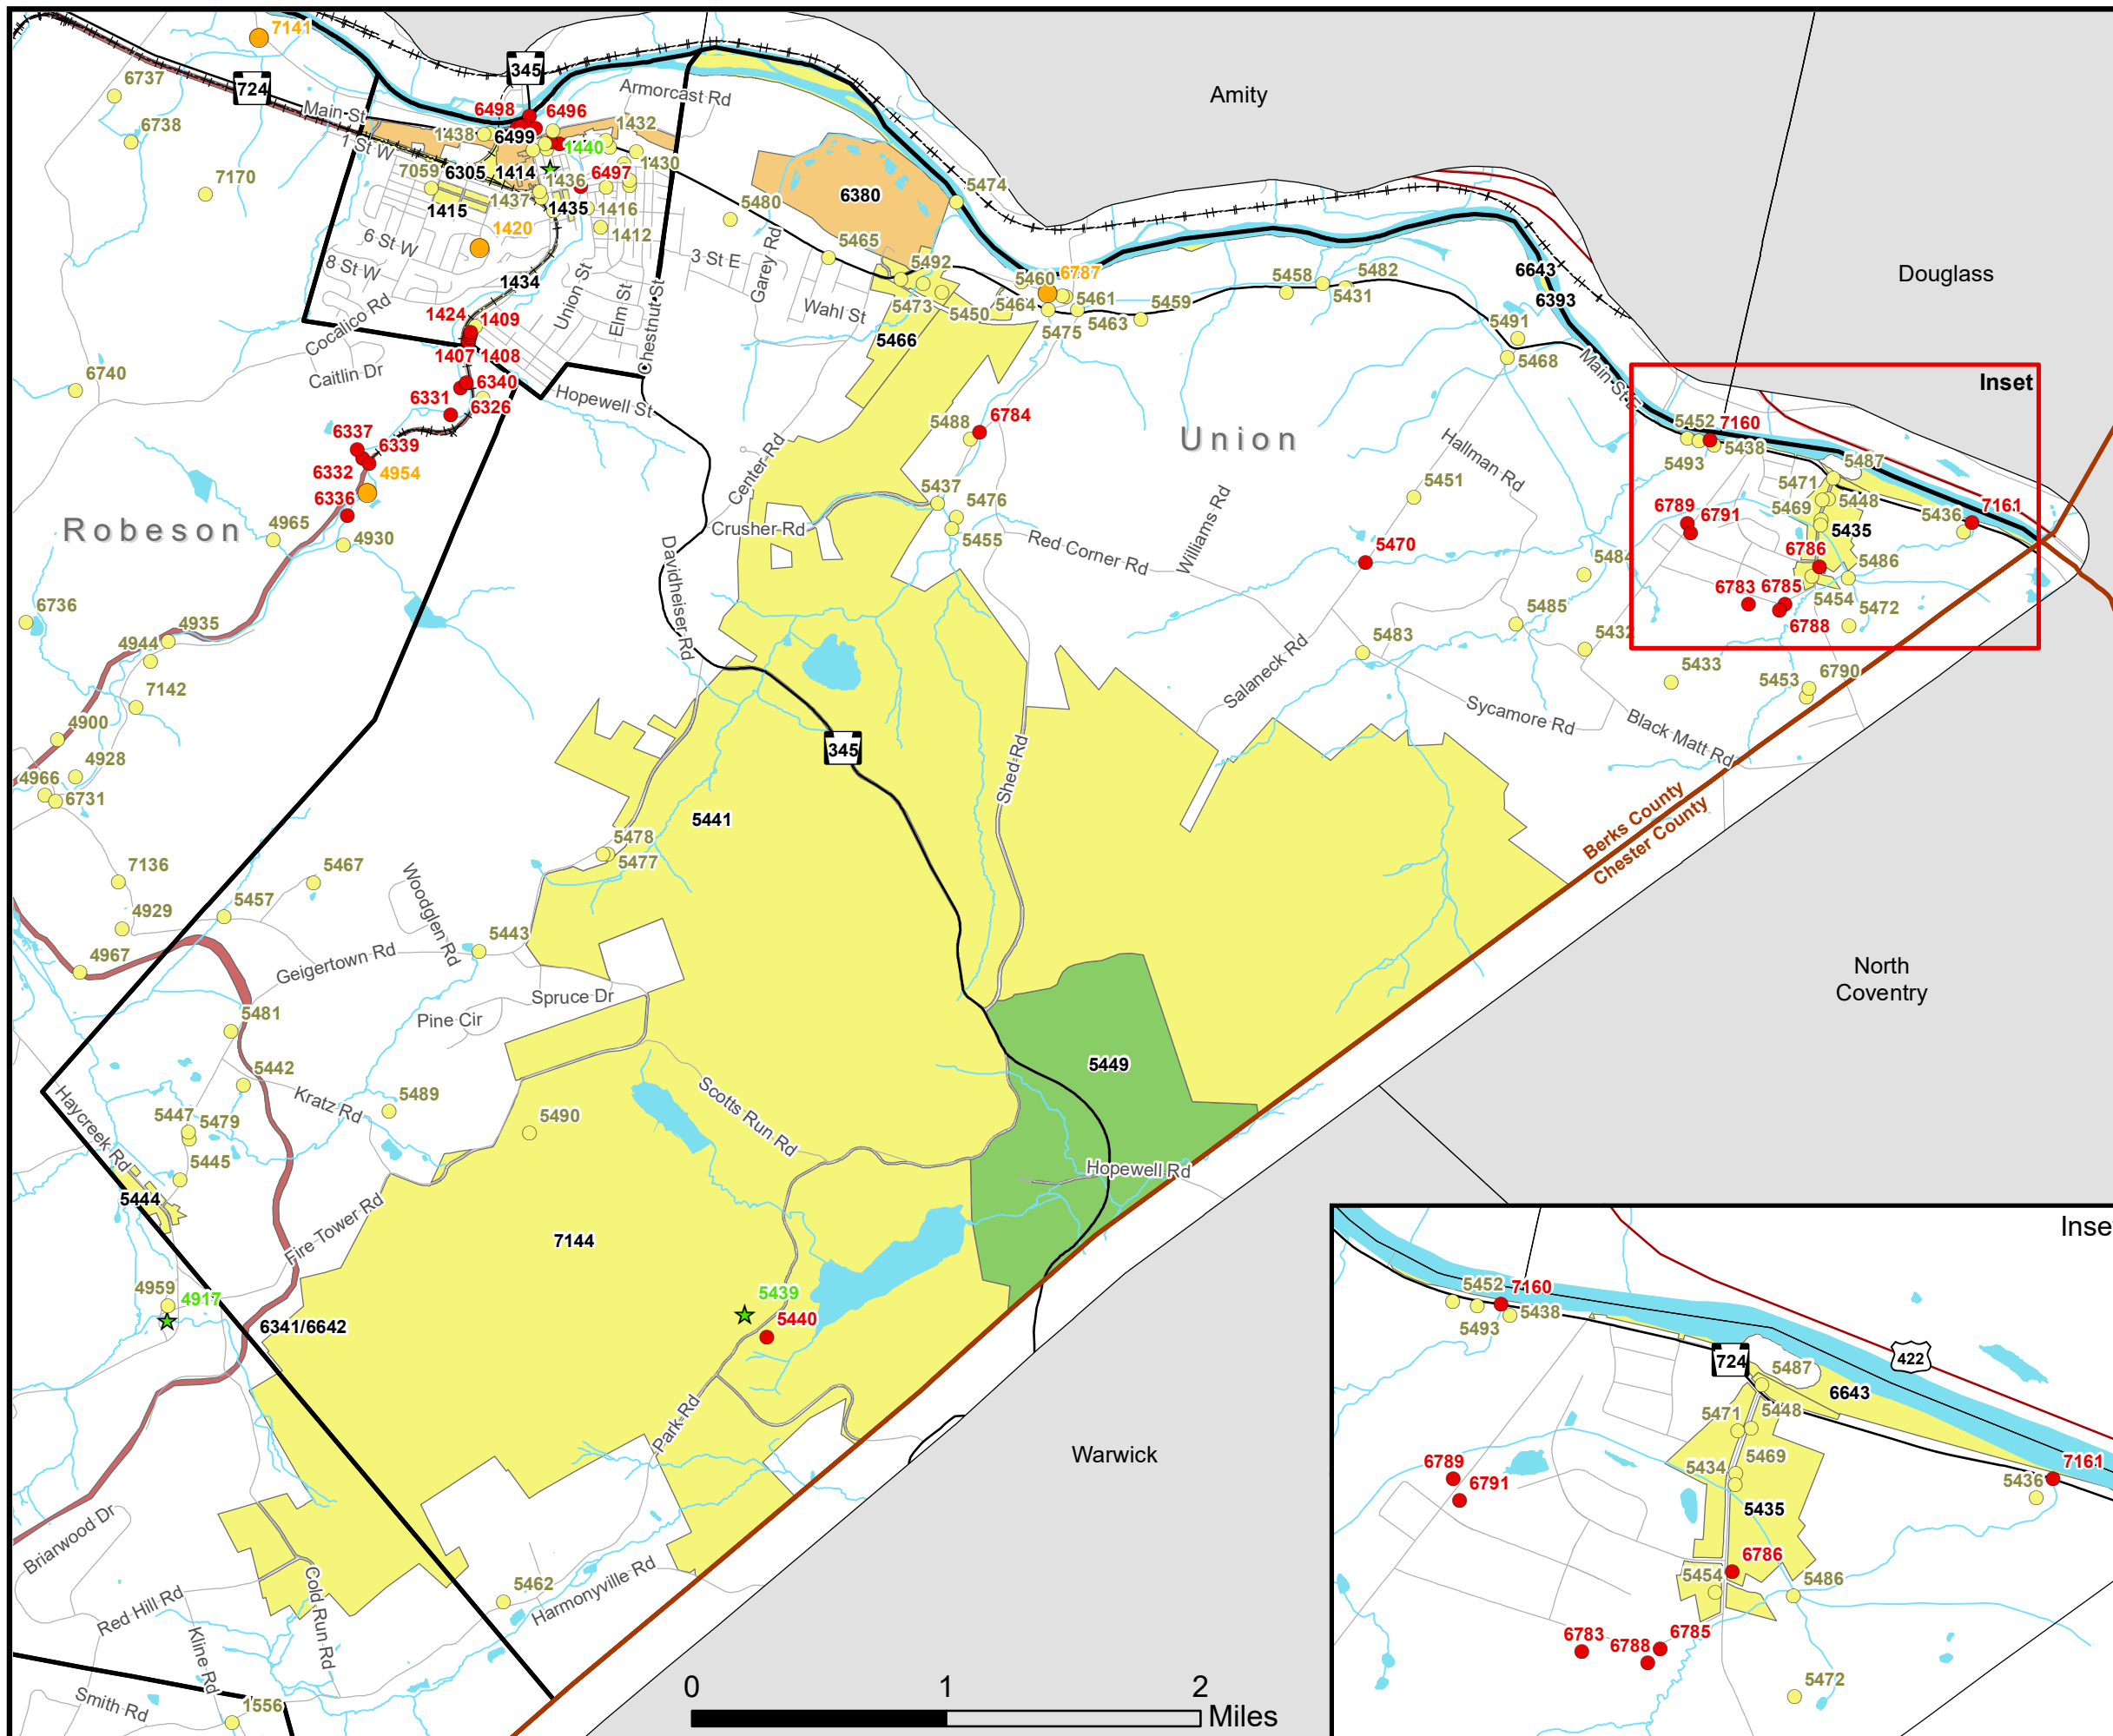 7141
6737
724
345
Armorcast Rd
Amity
6738
Main St
6498
6496
1438
6499
1432
1440
1 St W
7059
6305
1414
1436
6497
1430
7170
1415
1437
1435
1416
1420
1412
5480
6380
5474
6 St W
8 St W
1434
3 St E
Garey Rd
5465
5492
5460
6787
5458
5482
6643
Douglass
Cocalico Rd
1424
1409
Union St
Elm St
Chestnut St
Wahl St
5473
5450
5464
5461
5459
5431
6393
5475
5463
5491
1407
1408
5466
5468
Main St E
Inset
6740
Caitlin Dr
6340
6331
6326
Hopewell St
5488
6784
Union
5452
7160
5438
5493
6337
6339
6332
4954
6336
Center Rd
Hallman Rd
5487
5471
5448
5469
5436
7161
5435
Robeson
4965
4930
Crusher Rd
5437
5476
5455
Red Corner Rd
Williams Rd
5451
5470
6789
6791
6786
5484
5486
6783
6785
5454
5472
6788
Davidheiser Rd
6736
4935
4944
7142
5485
5432
5483
Salaneck Rd
5433
5453
6790
4900
4928
4966
6731
345
Shed Rd
Sycamore Rd
Black Matt Rd
5441
Berks County
Chester County
5478
5477
7136
5467
4929
5457
Woodglen Rd
5443
4967
Geigertown Rd
Spruce Dr
Pine Cir
North
Coventry
5481
5442
5449
Kratz Rd
5489
Haycreek Rd
5447
5479
5490
Scotts Run Rd
5445
5444
Hopewell Rd
Fire Tower Rd
7144
4959
4917
5439
5440
6341/6642
Park Rd
Warwick
Briarwood Dr
Red Hill Rd
Cold Run Rd
Kline Rd
5462
Harmonyville Rd
Smith Rd
1556
0
1
2
Miles
Inse
5452
7160
5438
5493
724
422
5487
6643
5471
5448
6789
6791
5434
5469
5436
7161
5435
6786
5454
5486
6783
6788
6785
5472